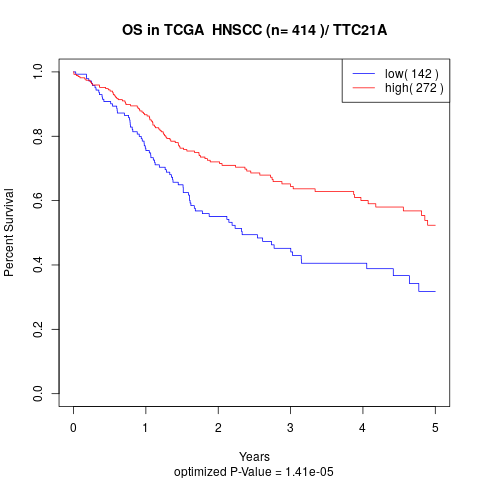 OS in TCGA  HNSCC (n= 414 )/ TTC21A
low( 142 )
high( 272 )
Percent Survival
1.0
0.8
0.6
0.4
0.2
0.0
0 1 2 3 4 5
Years
optimized P-Value = 1.41e-05